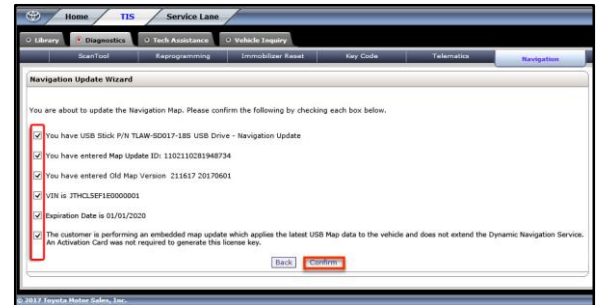 Home TIS Service Lane
Library Diagnostics Tech Assistance Vehicle Inquiry
ScanTool Reprogramming Immobilizer Reset Key Code Telematics Navigation
Navigation Update Wizard
You are about to update the Navigation Map. Please confirm the following by checking each box below.
You have USB Stick P/N TLAW-SD017-18S USB Drive - Navigation Update
You have entered Map Update ID: 1102110281948734
You have entered Old Map Version 211617 20170601
VIN is JTHCL5EF1E0000001
Expiration Date is 01/01/2020
The customer is performing an embedded map update which applies the latest USB Map data to the vehicle and does not extend the Dynamic Navigation Service.
An Activation Card was not required to generate this license key.
Back Confirm
© 2017 Toyota Motor Sales, Inc.